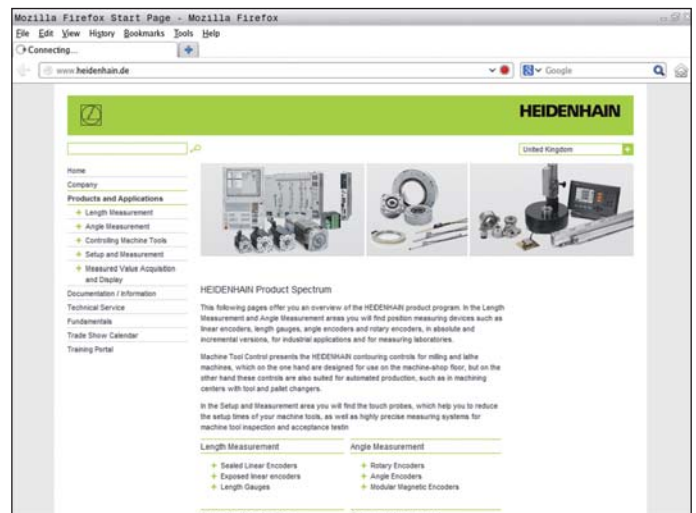 Mozilla Firefox Start Page - Mozilla Firefox
File Edit View History Bookmarks Tools Help
Connecting...
www.heidenhain.de
Google
HEIDENHAIN
United Kingdom
Home
Company
Products and Applications
Length Measurement
Angle Measurement
Controlling Machine Tools
Setup and Measurement
Measured Value Acquisition
and Display
Documentation / Information
Technical Service
Fundamentals
Trade Show Calendar
Training Portal
HEIDENHAIN Product Spectrum
This following pages offer you an overview of the HEIDENHAIN product program. In the Length
Measurement and Angle Measurement areas you will find position measuring devices such as
linear encoders, length gauges, angle encoders and rotary encoders, in absolute and
incremental versions, for industrial applications and for measuring laboratories.
Machine Tool Control presents the HEIDENHAIN contouring controls for milling and lathe
machines, which on the one hand are designed for use on the machine-shop floor, but on the
other hand these controls are also suited for automated production, such as in machining
centers with tool and pallet changers.
In the Setup and Measurement area you will find the touch probes, which help you to reduce
the setup times of your machine tools, as well as highly precise measuring systems for
machine tool inspection and acceptance testin
Length Measurement
Sealed Linear Encoders
Exposed linear encoders
Length Gauges
Angle Measurement
Rotary Encoders
Angle Encoders
Modular Magnetic Encoders